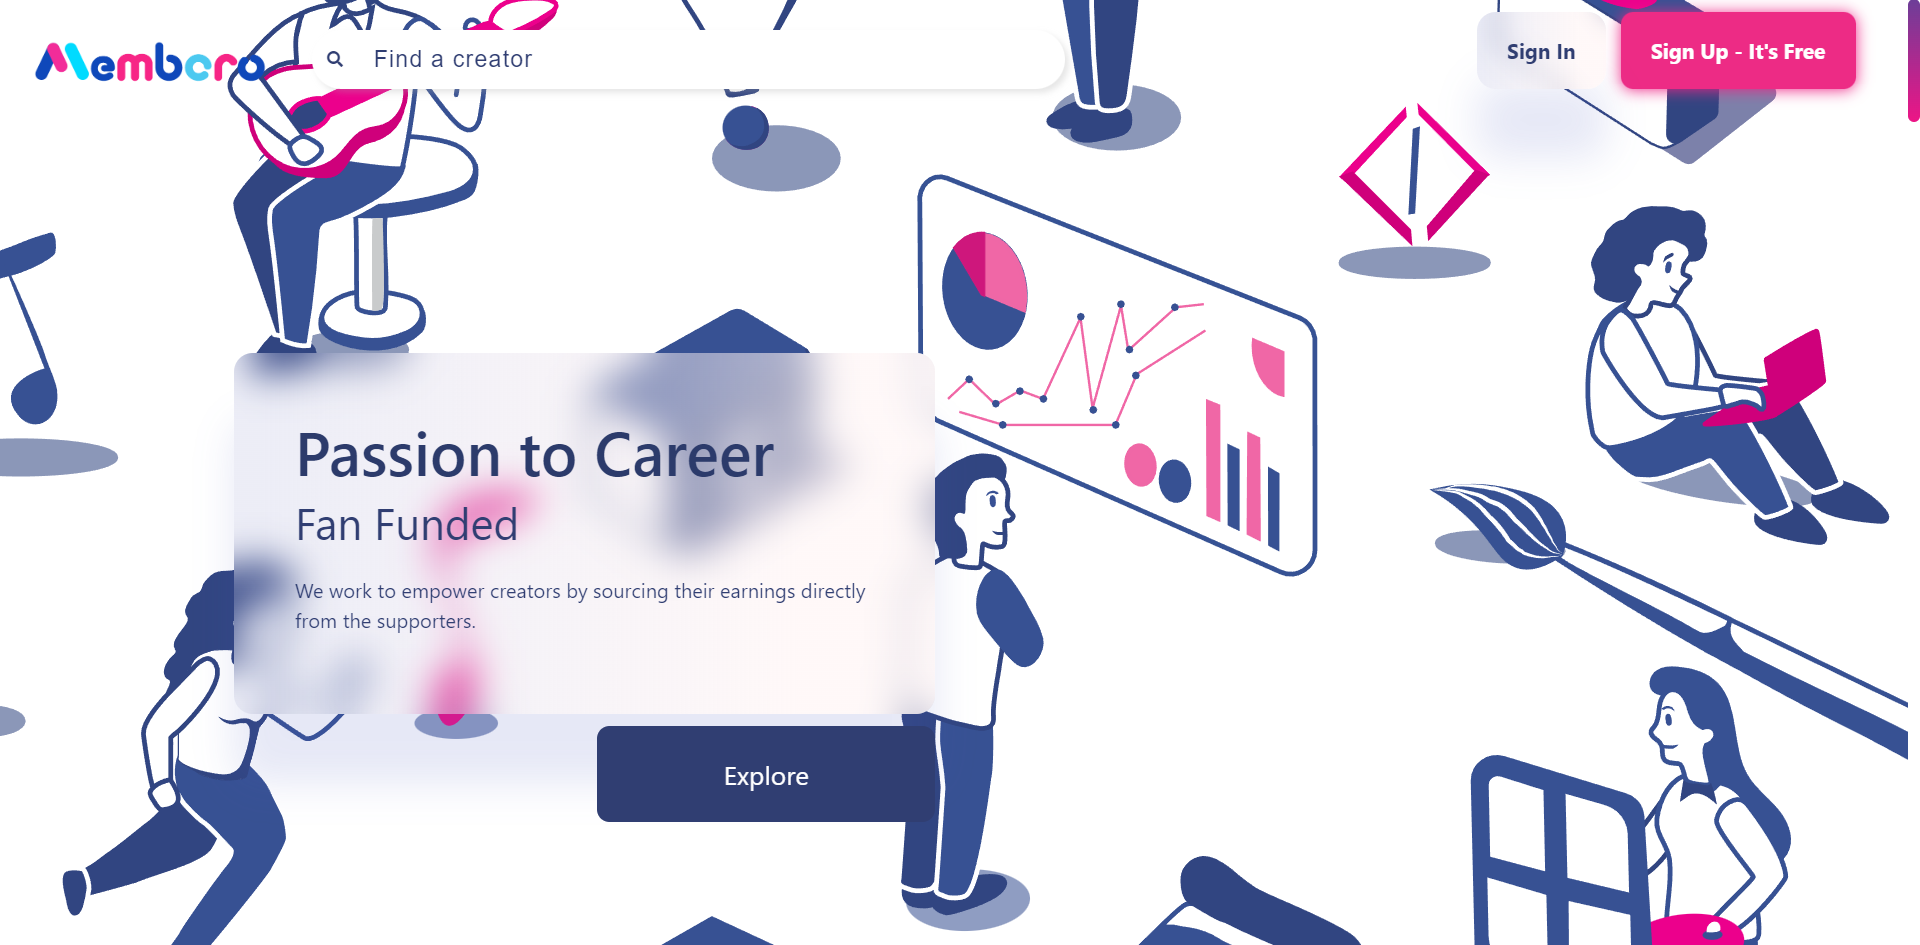 Membero
Find a creator
Sign In
Sign Up - It's Free
Passion to Career
Fan Funded
We work to empower creators by sourcing their earnings directly
from the supporters.
Explore